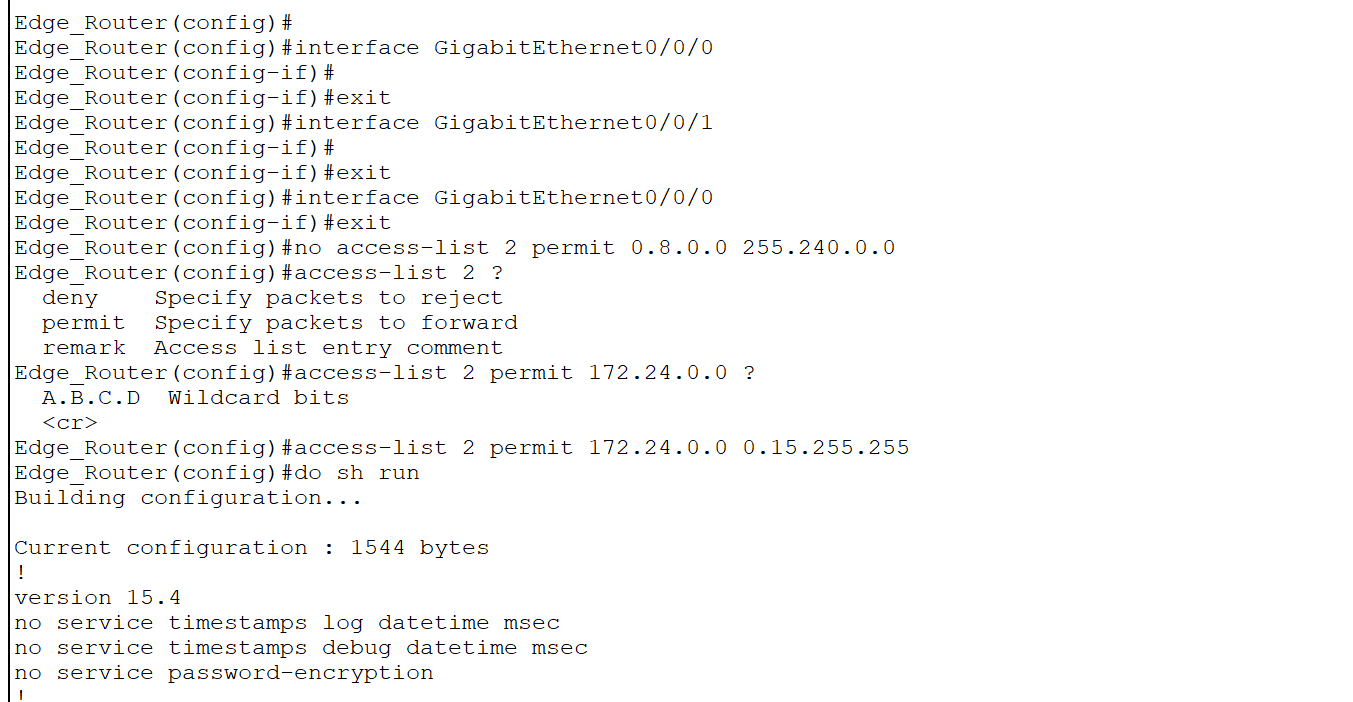 Edge_Router(config)#
Edge_Router(config)#interface GigabitEthernet0/0/0
Edge_Router(config-if)#
Edge_Router(config-if)#exit
Edge_Router(config)#interface GigabitEthernet0/0/1
Edge_Router(config-if)#
Edge_Router(config-if)#exit
Edge_Router(config)#interface GigabitEthernet0/0/0
Edge_Router(config-if)#exit
Edge_Router(config)#no access-list 2 permit 0.8.0.0 255.240.0.0
Edge_Router(config)#access-list 2 ?
  deny    Specify packets to reject
  permit  Specify packets to forward
  remark  Access list entry comment
Edge_Router(config)#access-list 2 permit 172.24.0.0 ?
  A.B.C.D  Wildcard bits
  <cr>
Edge_Router(config)#access-list 2 permit 172.24.0.0 0.15.255.255
Edge_Router(config)#do sh run
Building configuration...

Current configuration : 1544 bytes
!
version 15.4
no service timestamps log datetime msec
no service timestamps debug datetime msec
no service password-encryption
!